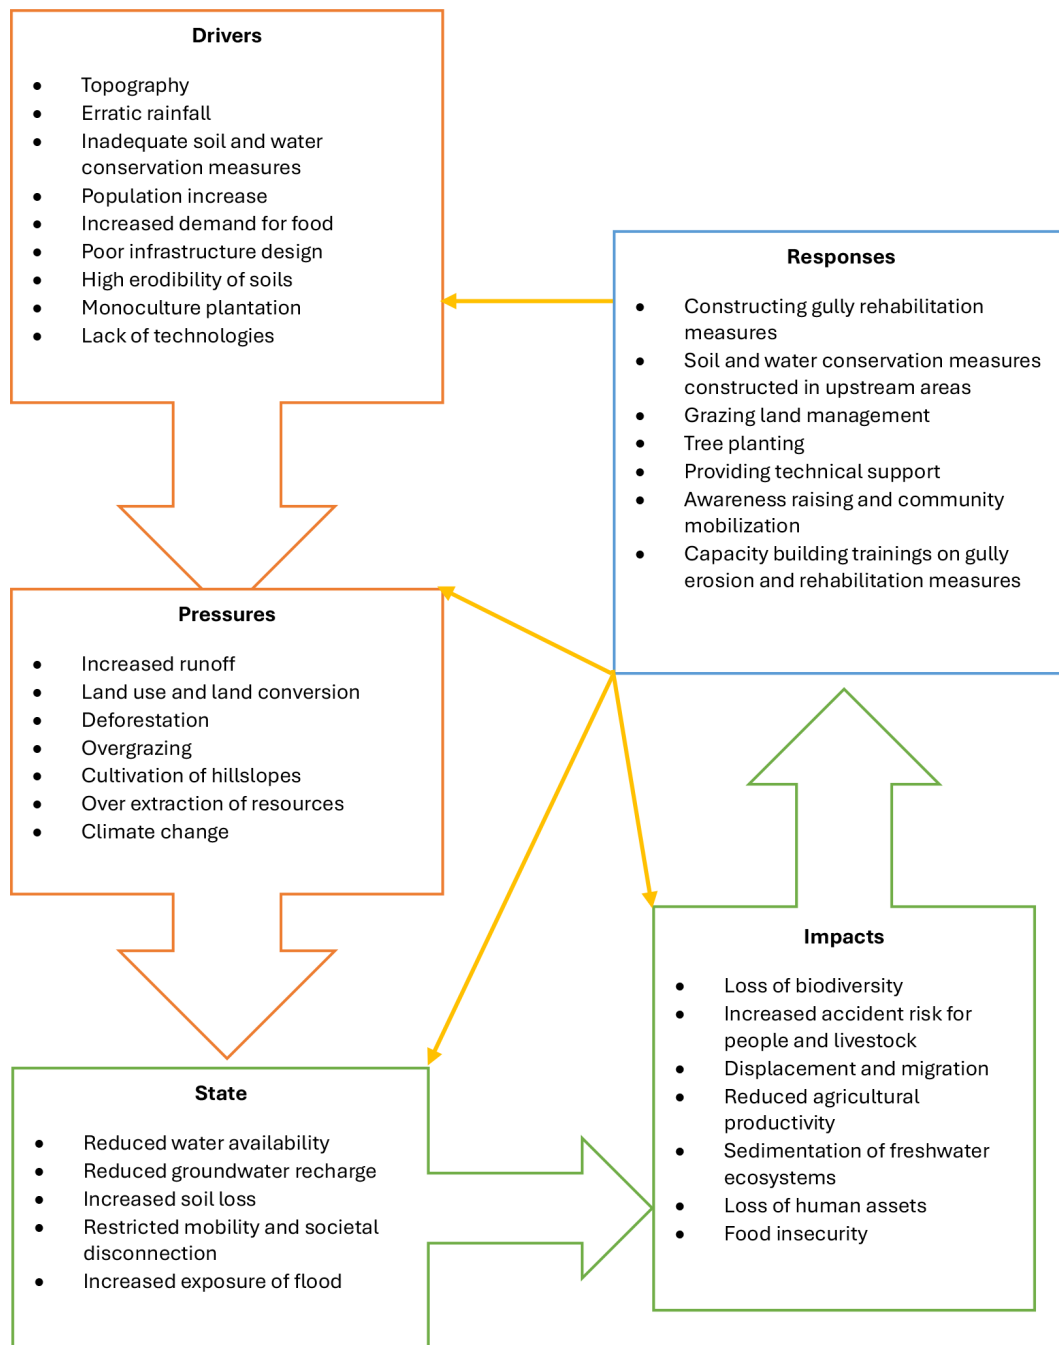 Drivers
• Topography
• Erratic rainfall
• Inadequate soil and water
conservation measures
• Population increase
• Increased demand for food
• Poor infrastructure design
• High erodibility of soils
• Monoculture plantation
• Lack of technologies
Responses
• Constructing gully rehabilitation
measures
• Soil and water conservation measures
constructed in upstream areas
• Grazing land management
• Tree planting
• Providing technical support
• Awareness raising and community
mobilization
• Capacity building trainings on gully
erosion and rehabilitation measures
Pressures
• Increased runoff
• Land use and land conversion
• Deforestation
• Overgrazing
• Cultivation of hillslopes
• Over extraction of resources
• Climate change
Impacts
• Loss of biodiversity
• Increased accident risk for
people and livestock
• Displacement and migration
• Reduced agricultural
productivity
• Sedimentation of freshwater
ecosystems
• Loss of human assets
• Food insecurity
State
• Reduced water availability
• Reduced groundwater recharge
• Increased soil loss
• Restricted mobility and societal
disconnection
• Increased exposure of flood